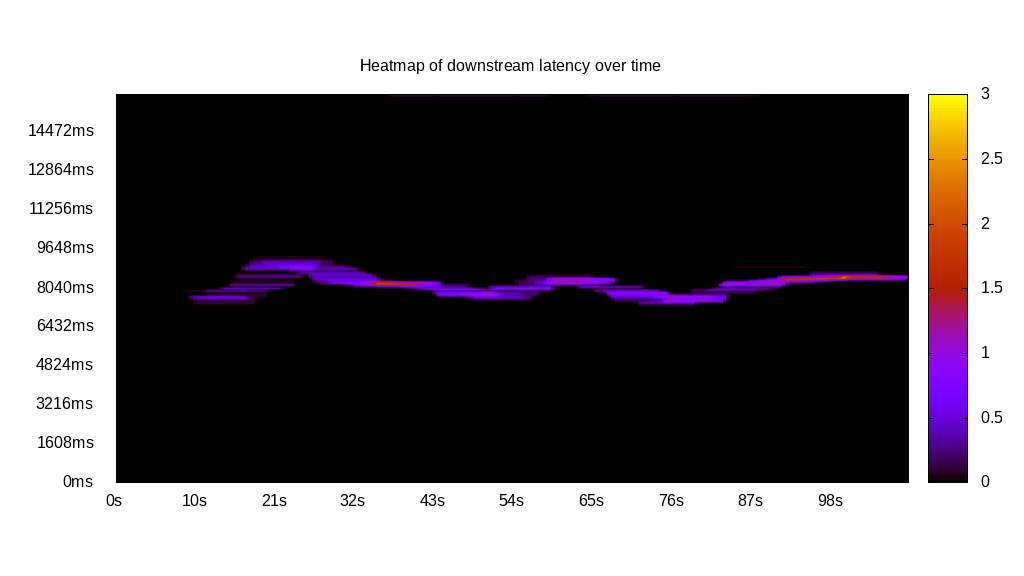 Heatmap of downstream latency over time
14472ms
12864ms
11256ms
9648ms
8040ms
6432ms
4824ms
3216ms
1608ms
0ms
0s 10s 21s 32s 43s 54s 65s 76s 87s 98s
3
2.5
2
1.5
1
0.5
0